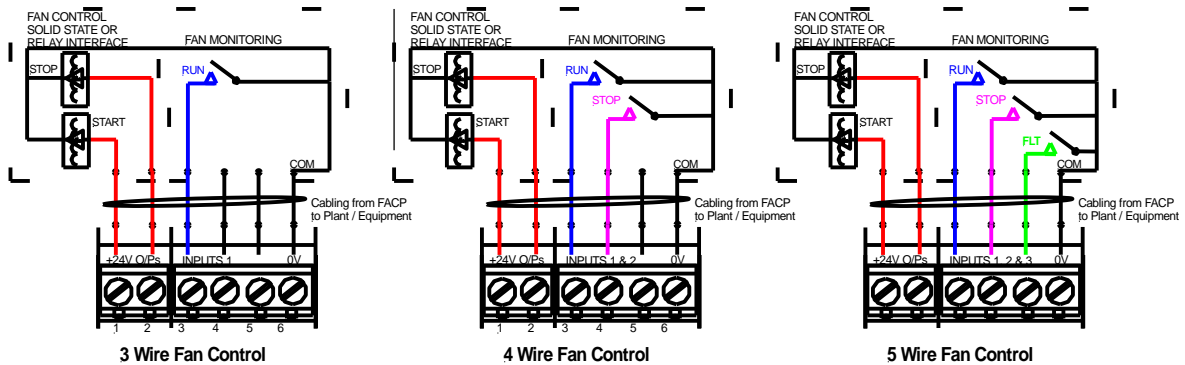 FAN CONTROL
SOLID STATE OR
RELAY INTERFACE
FAN MONITORING
STOP
RUN
START
COM
Cabling from FACP
to Plant / Equipment
+24V O/Ps
INPUTS 1
0V
1 2 3 4 5 6
3 Wire Fan Control
FAN CONTROL
SOLID STATE OR
RELAY INTERFACE
FAN MONITORING
STOP
RUN
STOP
START
COM
Cabling from FACP
to Plant / Equipment
+24V O/Ps
INPUTS 1 & 2
0V
1 2 3 4 5 6
4 Wire Fan Control
FAN CONTROL
SOLID STATE OR
RELAY INTERFACE
FAN MONITORING
STOP
RUN
STOP
START
FLT
COM
Cabling from FACP
to Plant / Equipment
+24V O/Ps
INPUTS 1 2 & 3
0V
5 Wire Fan Control